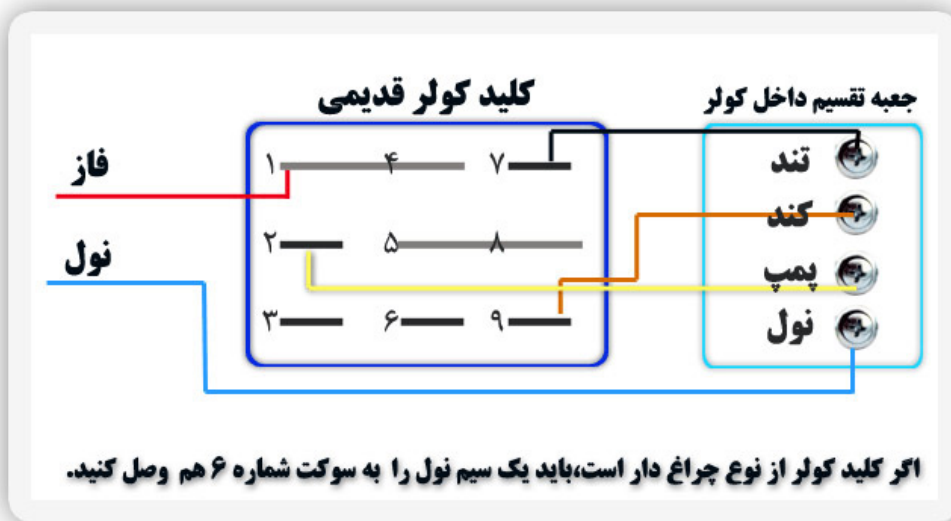 کلید کولر قدیمی
جعبه تقسیم داخل کولر
فاز
نول
۱ ۴ ۷
۲ ۵ ۸
۳ ۶ ۹
تند
کند
پمپ
نول
اگر کلید کولر از نوع چراغ دار است،باید یک سیم نول را به سوکت شماره ۶ هم وصل کنید.